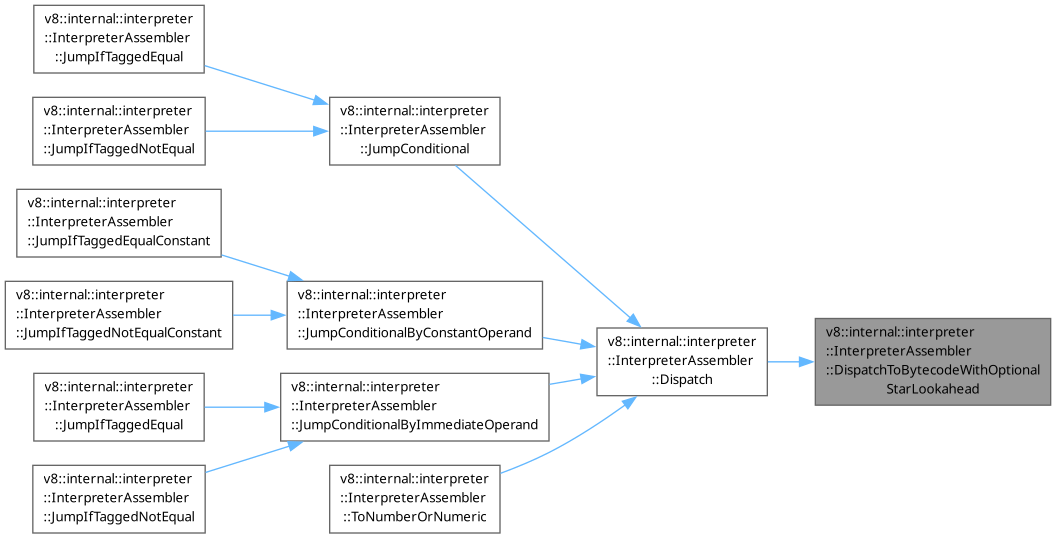 v8::internal::interpreter
::InterpreterAssembler
::JumpIfTaggedEqual
v8::internal::interpreter
::InterpreterAssembler
::JumpIfTaggedNotEqual
v8::internal::interpreter
::InterpreterAssembler
::JumpConditional
v8::internal::interpreter
::InterpreterAssembler
::JumpIfTaggedEqualConstant
v8::internal::interpreter
::InterpreterAssembler
::JumpIfTaggedNotEqualConstant
v8::internal::interpreter
::InterpreterAssembler
::JumpConditionalByConstantOperand
v8::internal::interpreter
::InterpreterAssembler
::JumpIfTaggedEqual
v8::internal::interpreter
::InterpreterAssembler
::JumpIfTaggedNotEqual
v8::internal::interpreter
::InterpreterAssembler
::JumpConditionalByImmediateOperand
v8::internal::interpreter
::InterpreterAssembler
::ToNumberOrNumeric
v8::internal::interpreter
::InterpreterAssembler
::Dispatch
v8::internal::interpreter
::InterpreterAssembler
::DispatchToBytecodeWithOptional
StarLookahead